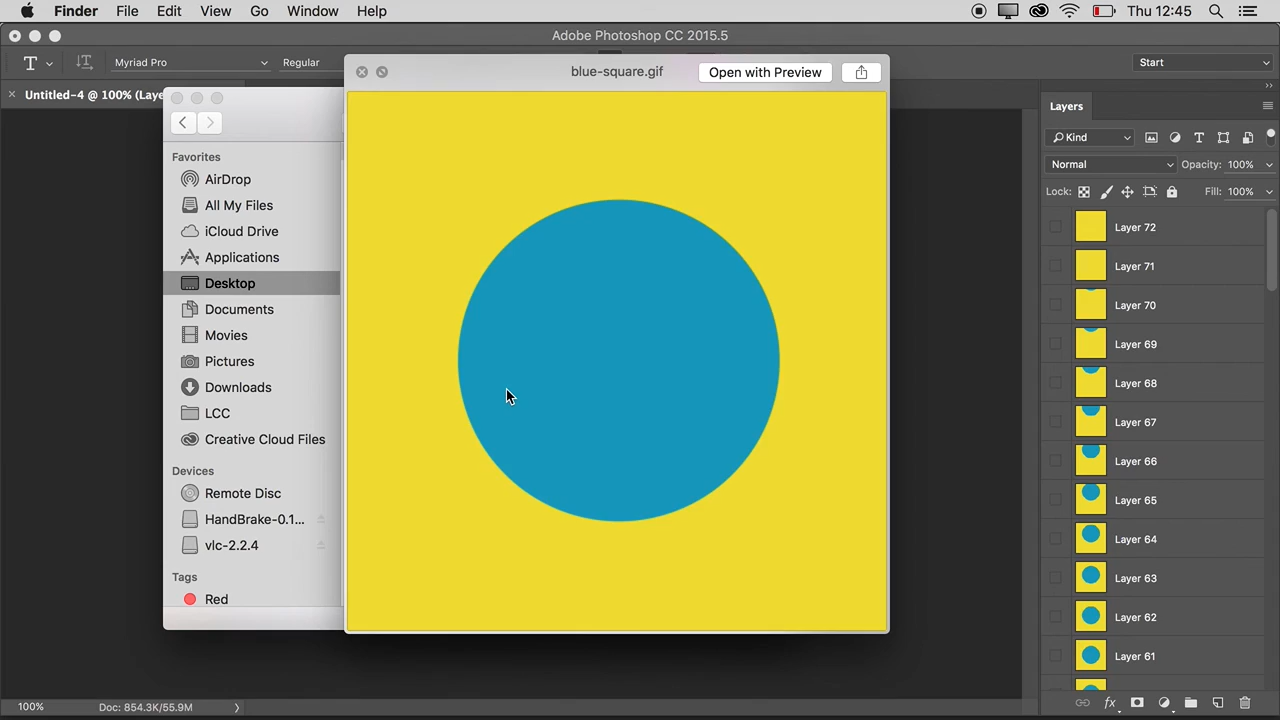 Finder File Edit View Go Window Help Thu 12:45
Adobe Photoshop CC 2015.5
T Myriad Pro Regular Start
Untitled-4 @ 100% (Laye
blue-square.gif Open with Preview
Favorites
AirDrop
All My Files
iCloud Drive
Applications
Desktop
Documents
Movies
Pictures
Downloads
LCC
Creative Cloud Files
Devices
Remote Disc
HandBrake-0.1...
vlc-2.2.4
Tags
Red
Layers
Kind
Normal Opacity: 100%
Lock: Fill: 100%
Layer 72
Layer 71
Layer 70
Layer 69
Layer 68
Layer 67
Layer 66
Layer 65
Layer 64
Layer 63
Layer 62
Layer 61
fx
100% Doc: 854.3K/55.9M